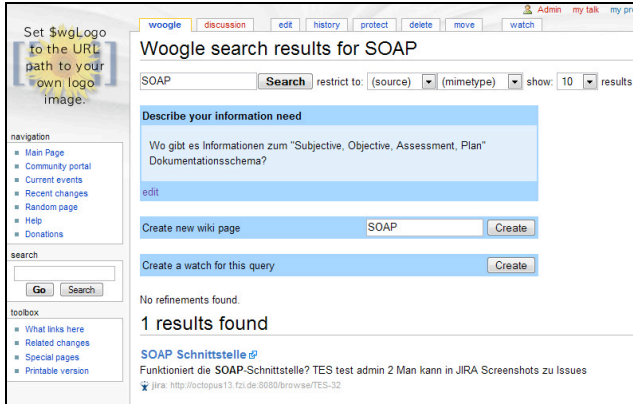 Admin my talk my pr
woogle discussion edit history protect delete move watch
Set $wgLogo
to the URL
path to your
own logo
image.
Woogle search results for SOAP
SOAP Search restrict to: (source) (mimetype) show: 10 results
Describe your information need
Wo gibt es Informationen zum "Subjective, Objective, Assessment, Plan"
Dokumentationsschema?
edit
Create new wiki page SOAP Create
Create a watch for this query Create
No refinements found.
1 results found
SOAP Schnittstelle
Funktioniert die SOAP-Schnittstelle? TES test admin 2 Man kann in JIRA Screenshots zu Issues
jira: http://octopus13.fzi.de:8080/browse/TES-32
navigation
Main Page
Community portal
Current events
Recent changes
Random page
Help
Donations
search
Go Search
toolbox
What links here
Related changes
Special pages
Printable version